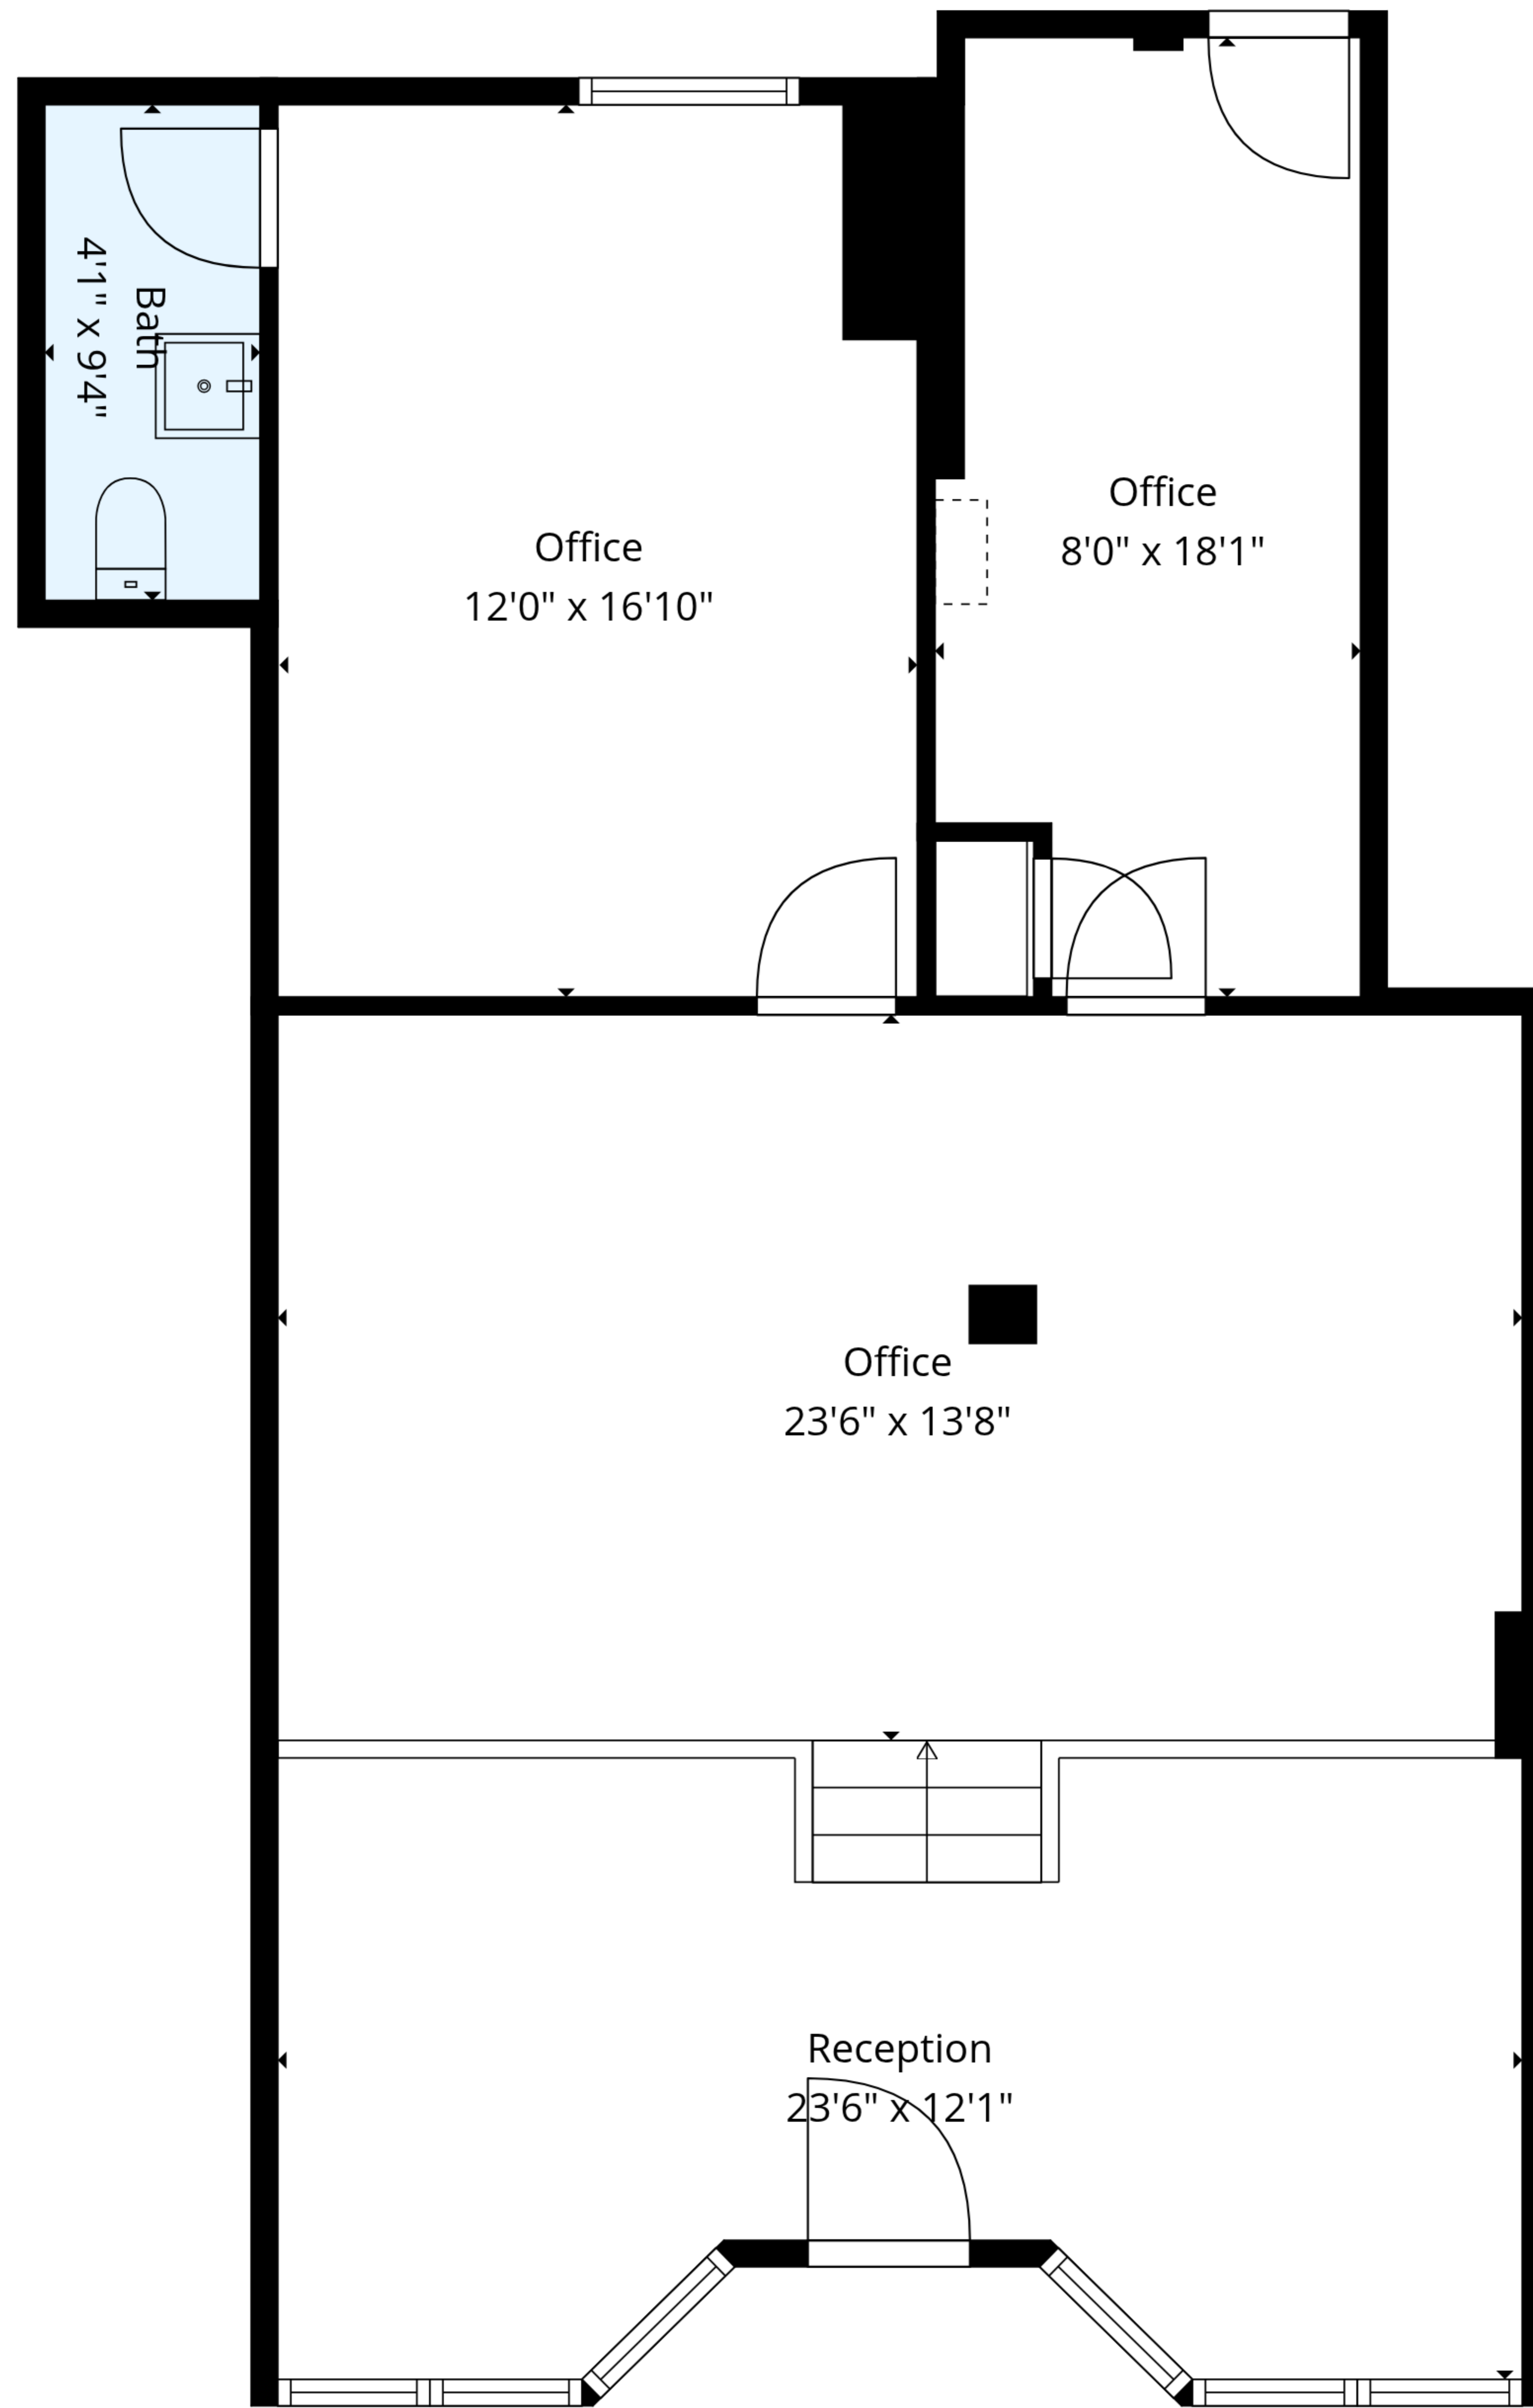 Bath
4'1" x 9'4"
Office
12'0" x 16'10"
Office
8'0" x 18'1"
Office
23'6" x 13'8"
Reception
23'6" x 12'1"